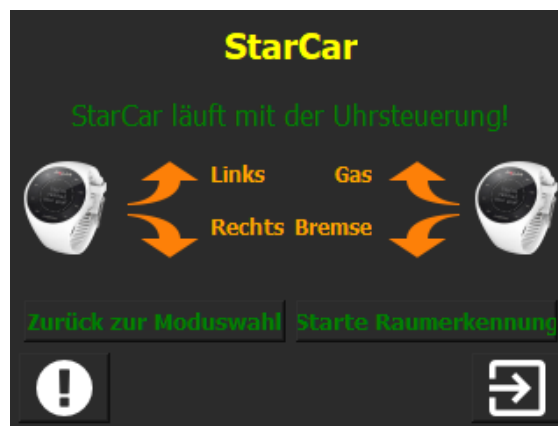 StarCar
StarCar läuft mit der Uhrsteuerung!
Links Gas
Rechts Bremse
Zurück zur Moduswahl Starte Raumerkennung
!